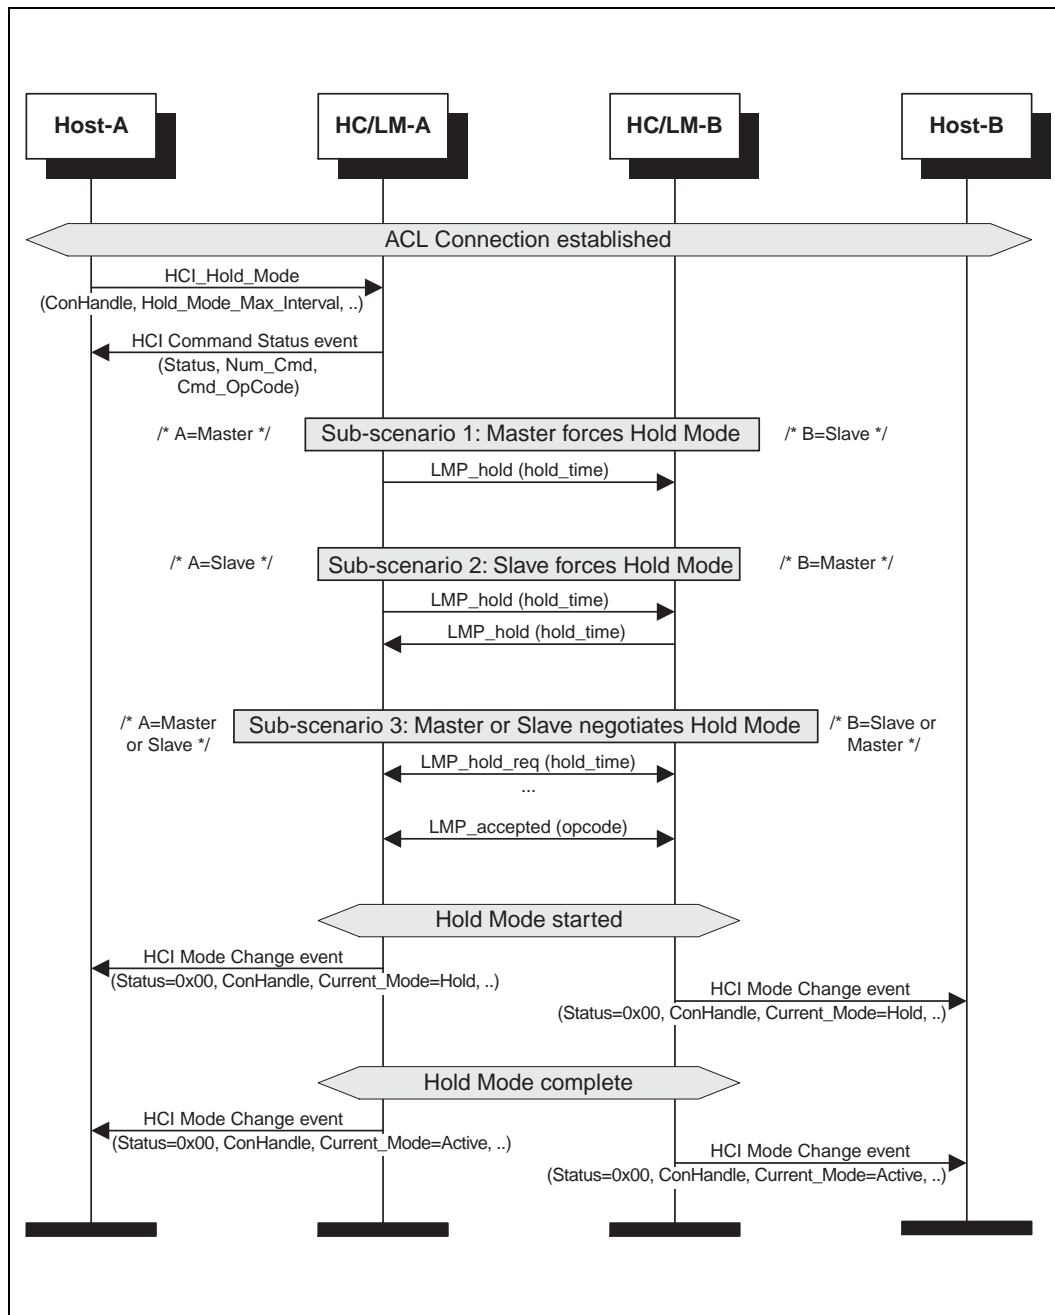 Host-A
HC/LM-A
HC/LM-B
Host-B
ACL Connection established
HCI_Hold_Mode
(ConHandle, Hold_Mode_Max_Interval, ..)
HCI Command Status event
(Status, Num_Cmd,
Cmd_OpCode)
/* A=Master */
Sub-scenario 1: Master forces Hold Mode
/* B=Slave */
LMP_hold (hold_time)
/* A=Slave */
Sub-scenario 2: Slave forces Hold Mode
/* B=Master */
LMP_hold (hold_time)
LMP_hold (hold_time)
/* A=Master
or Slave */
Sub-scenario 3: Master or Slave negotiates Hold Mode
/* B=Slave or
Master */
LMP_hold_req (hold_time)
...
LMP_accepted (opcode)
Hold Mode started
HCI Mode Change event
(Status=0x00, ConHandle, Current_Mode=Hold, ..)
HCI Mode Change event
(Status=0x00, ConHandle, Current_Mode=Hold, ..)
Hold Mode complete
HCI Mode Change event
(Status=0x00, ConHandle, Current_Mode=Active, ..)
HCI Mode Change event
(Status=0x00, ConHandle, Current_Mode=Active, ..)